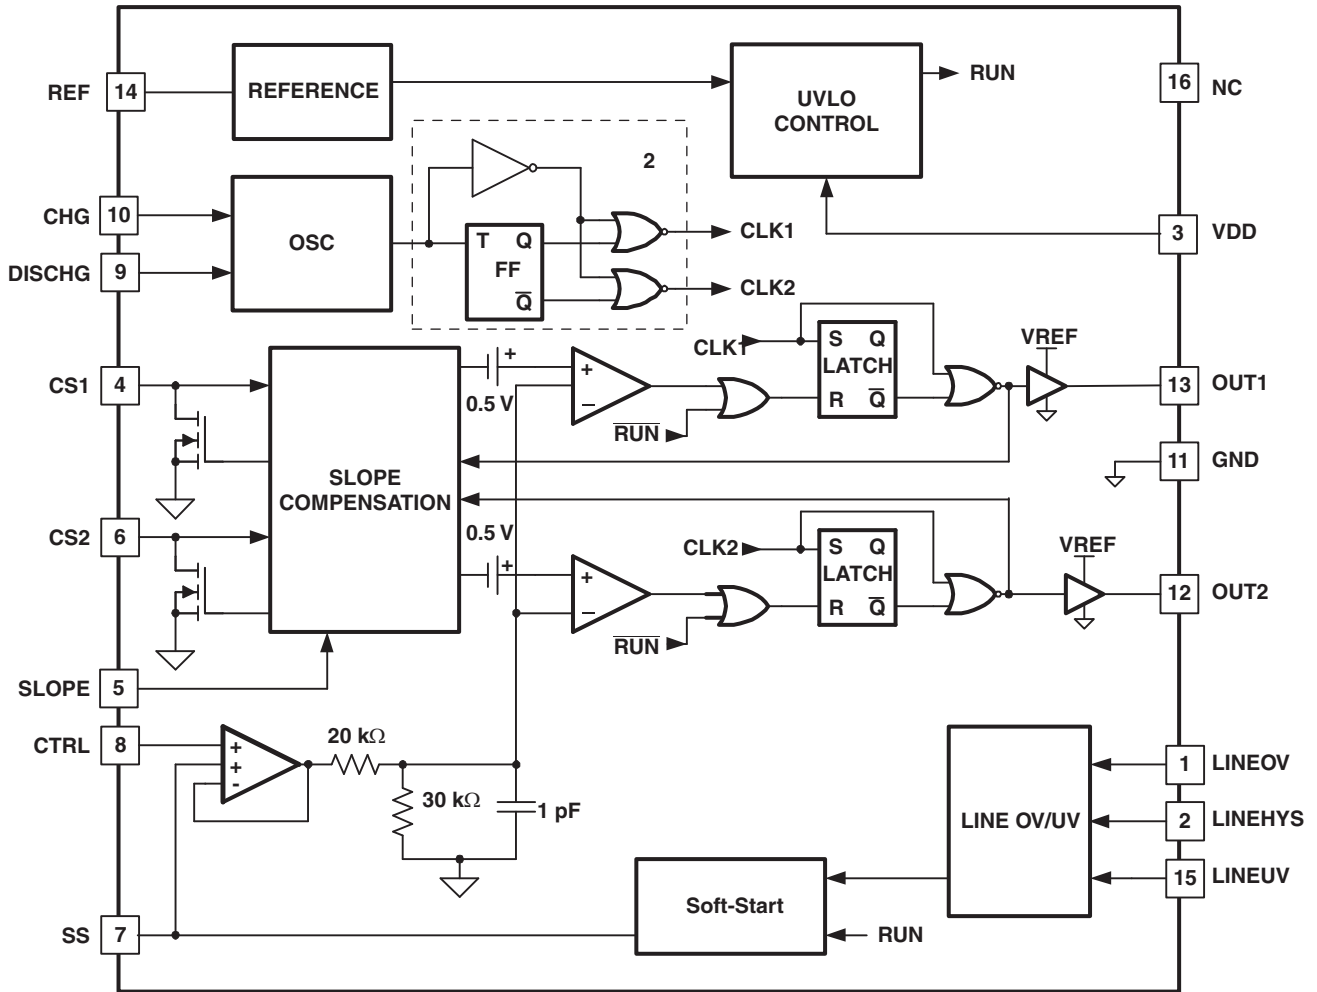 REF 14
REFERENCE
UVLO
CONTROL
RUN
16 NC
2
CHG 10
OSC
DISCHG 9
T Q
FF
Q̅
CLK1
CLK2
3 VDD
CS1 4
0.5 V
+
+
–
R̅U̅N̅
CLK1
S Q
LATCH
R Q̅
VREF
13 OUT1
11 GND
SLOPE
COMPENSATION
CS2 6
0.5 V
+
+
–
R̅U̅N̅
CLK2
S Q
LATCH
R Q̅
VREF
12 OUT2
SLOPE 5
CTRL 8
+
+
-
20 kΩ
30 kΩ
1 pF
LINE OV/UV
1 LINEOV
2 LINEHYS
15 LINEUV
Soft-Start
RUN
SS 7